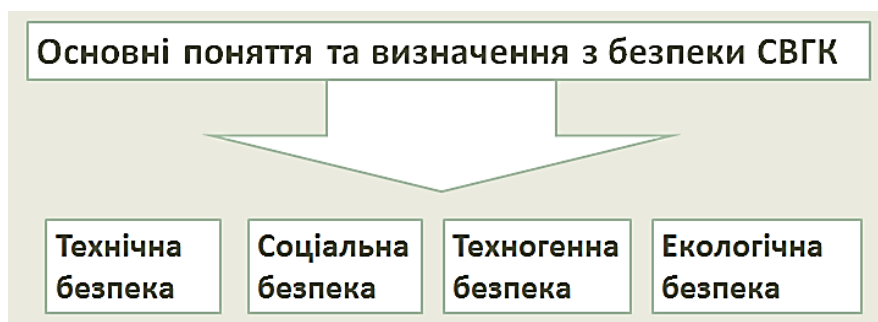 Основні поняття та визначення з безпеки СВГК
Технічна
безпека
Соціальна
безпека
Техногенна
безпека
Екологічна
безпека